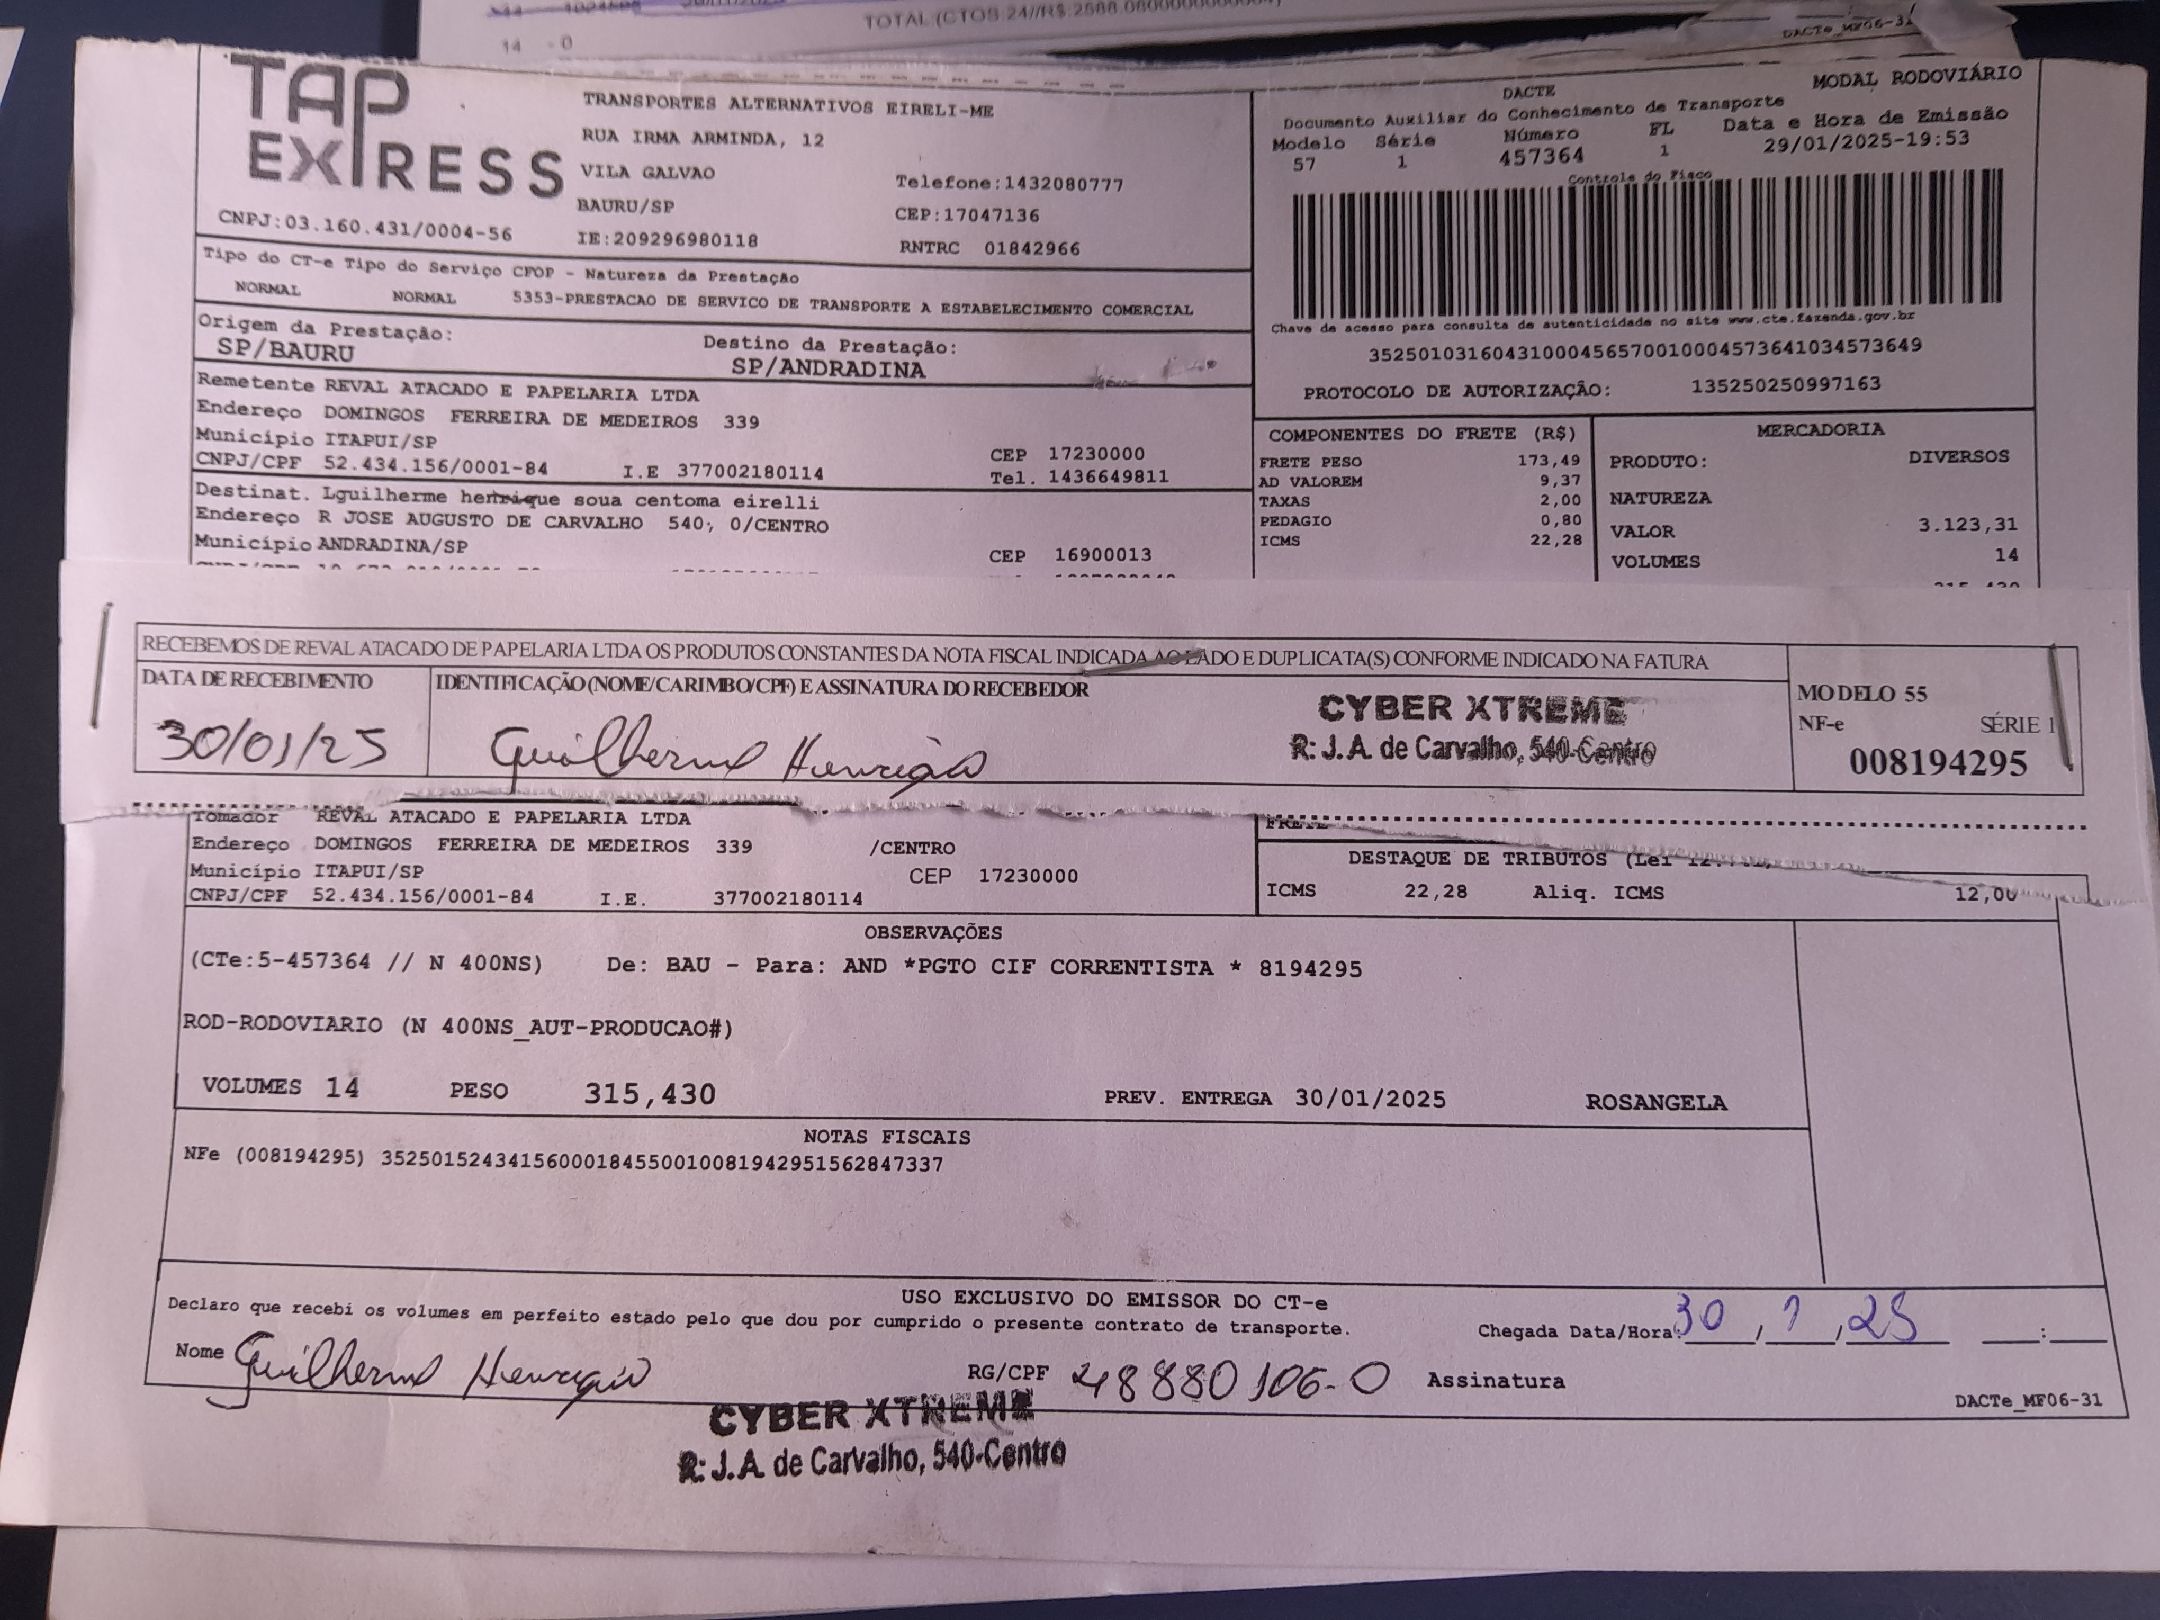 TOTAL (CTOS 24//R$
14 - 0
DACTe_MF06-31
TAP EXPRESS
CNPJ:03.160.431/0004-56
TRANSPORTES ALTERNATIVOS EIRELI-ME
RUA IRMA ARMINDA, 12
VILA GALVAO Telefone:1432080777
BAURU/SP CEP:17047136
IE:209296980118 RNTRC 01842966
DACTE MODAL RODOVIÁRIO
Documento Auxiliar do Conhecimento de Transporte
Modelo Série Número FL Data e Hora de Emissão
57 1 457364 1 29/01/2025-19:53
Controle do Fisco
Chave de acesso para consulta de autenticidade no site www.cte.fazenda.gov.br
35250103160431000456570010004573641034573649
PROTOCOLO DE AUTORIZAÇÃO: 135250250997163
Tipo do CT-e Tipo do Serviço CFOP - Natureza da Prestação
NORMAL NORMAL 5353-PRESTACAO DE SERVICO DE TRANSPORTE A ESTABELECIMENTO COMERCIAL
Origem da Prestação: Destino da Prestação:
SP/BAURU SP/ANDRADINA
Remetente REVAL ATACADO E PAPELARIA LTDA
Endereço DOMINGOS FERREIRA DE MEDEIROS 339
Município ITAPUI/SP CEP 17230000
CNPJ/CPF 52.434.156/0001-84 I.E 377002180114 Tel. 1436649811
Destinat. Lguilherme henrique soua centoma eirelli
Endereço R JOSE AUGUSTO DE CARVALHO 540, 0/CENTRO
Município ANDRADINA/SP CEP 16900013
COMPONENTES DO FRETE (R$)
FRETE PESO 173,49
AD VALOREM 9,37
TAXAS 2,00
PEDAGIO 0,80
ICMS 22,28
MERCADORIA
PRODUTO: DIVERSOS
NATUREZA
VALOR 3.123,31
VOLUMES 14
RECEBEMOS DE REVAL ATACADO DE PAPELARIA LTDA OS PRODUTOS CONSTANTES DA NOTA FISCAL INDICADA AO LADO E DUPLICATA(S) CONFORME INDICADO NA FATURA
DATA DE RECEBIMENTO IDENTIFICAÇÃO (NOME/CARIMBO/CPF) E ASSINATURA DO RECEBEDOR
30/01/25 Guilherme Henrique
CYBER XTREME
R: J.A. de Carvalho, 540-Centro
MODELO 55
NF-e SÉRIE 1
008194295
Tomador REVAL ATACADO E PAPELARIA LTDA
Endereço DOMINGOS FERREIRA DE MEDEIROS 339 /CENTRO
Município ITAPUI/SP CEP 17230000
CNPJ/CPF 52.434.156/0001-84 I.E. 377002180114
FRETE
DESTAQUE DE TRIBUTOS (Lei
ICMS 22,28 Aliq. ICMS 12,00
OBSERVAÇÕES
(CTe:5-457364 // N 400NS) De: BAU - Para: AND *PGTO CIF CORRENTISTA * 8194295
ROD-RODOVIARIO (N 400NS_AUT-PRODUCAO#)
VOLUMES 14 PESO 315,430 PREV. ENTREGA 30/01/2025 ROSANGELA
NOTAS FISCAIS
NFe (008194295) 35250152434156000184550010081942951562847337
USO EXCLUSIVO DO EMISSOR DO CT-e
Declaro que recebi os volumes em perfeito estado pelo que dou por cumprido o presente contrato de transporte.
Chegada Data/Hora: 30 / 1 / 25 __:__
Nome Guilherme Henrique RG/CPF 48880106-0 Assinatura
DACTe_MF06-31
CYBER XTREME
R: J.A. de Carvalho, 540-Centro